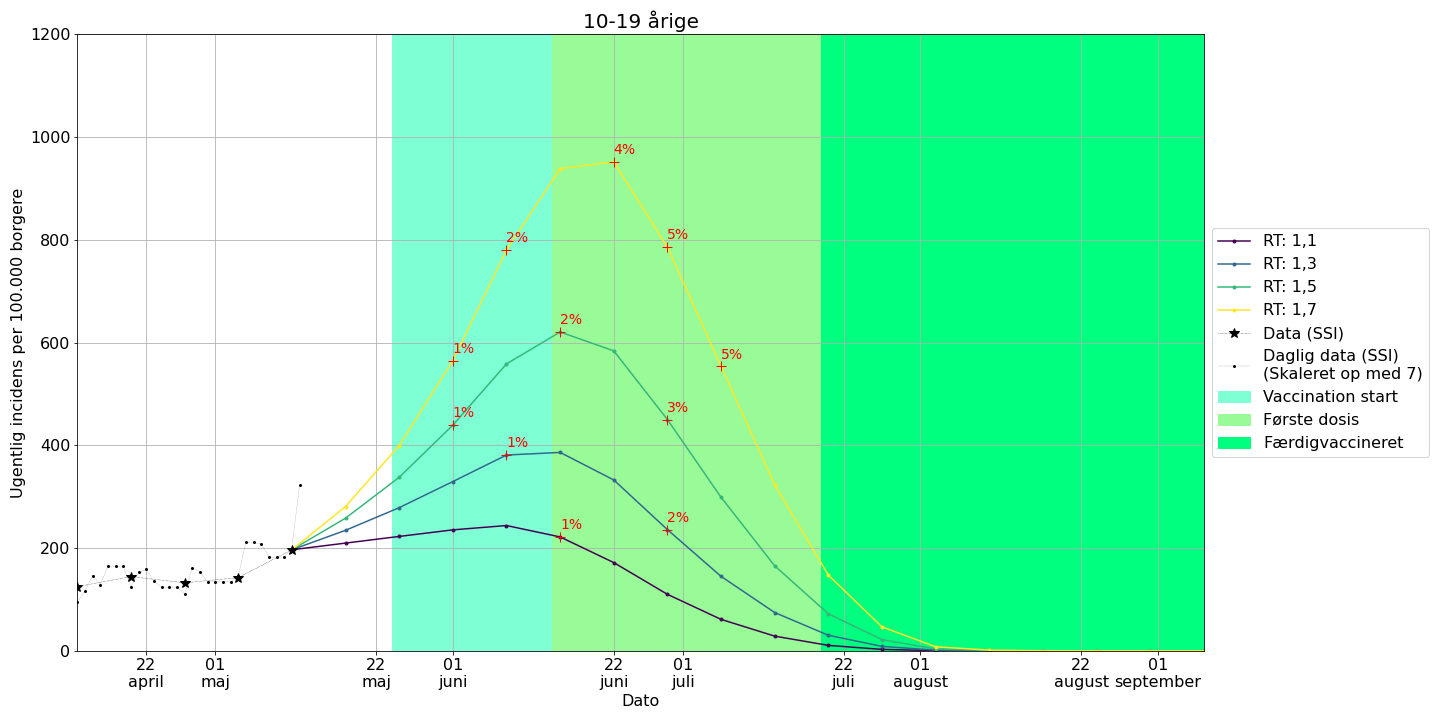 10-19 årige
Ugentlig incidens per 100.000 borgere
1200
1000
800
600
400
200
0
4%
5%
2%
5%
2%
1%
3%
1%
1%
2%
1%
22 01 22 01 22 01 22 01 22 01
april maj maj juni juni juli juli august august september
Dato
RT: 1,1
RT: 1,3
RT: 1,5
RT: 1,7
Data (SSI)
Daglig data (SSI)
(Skaleret op med 7)
Vaccination start
Første dosis
Færdigvaccineret